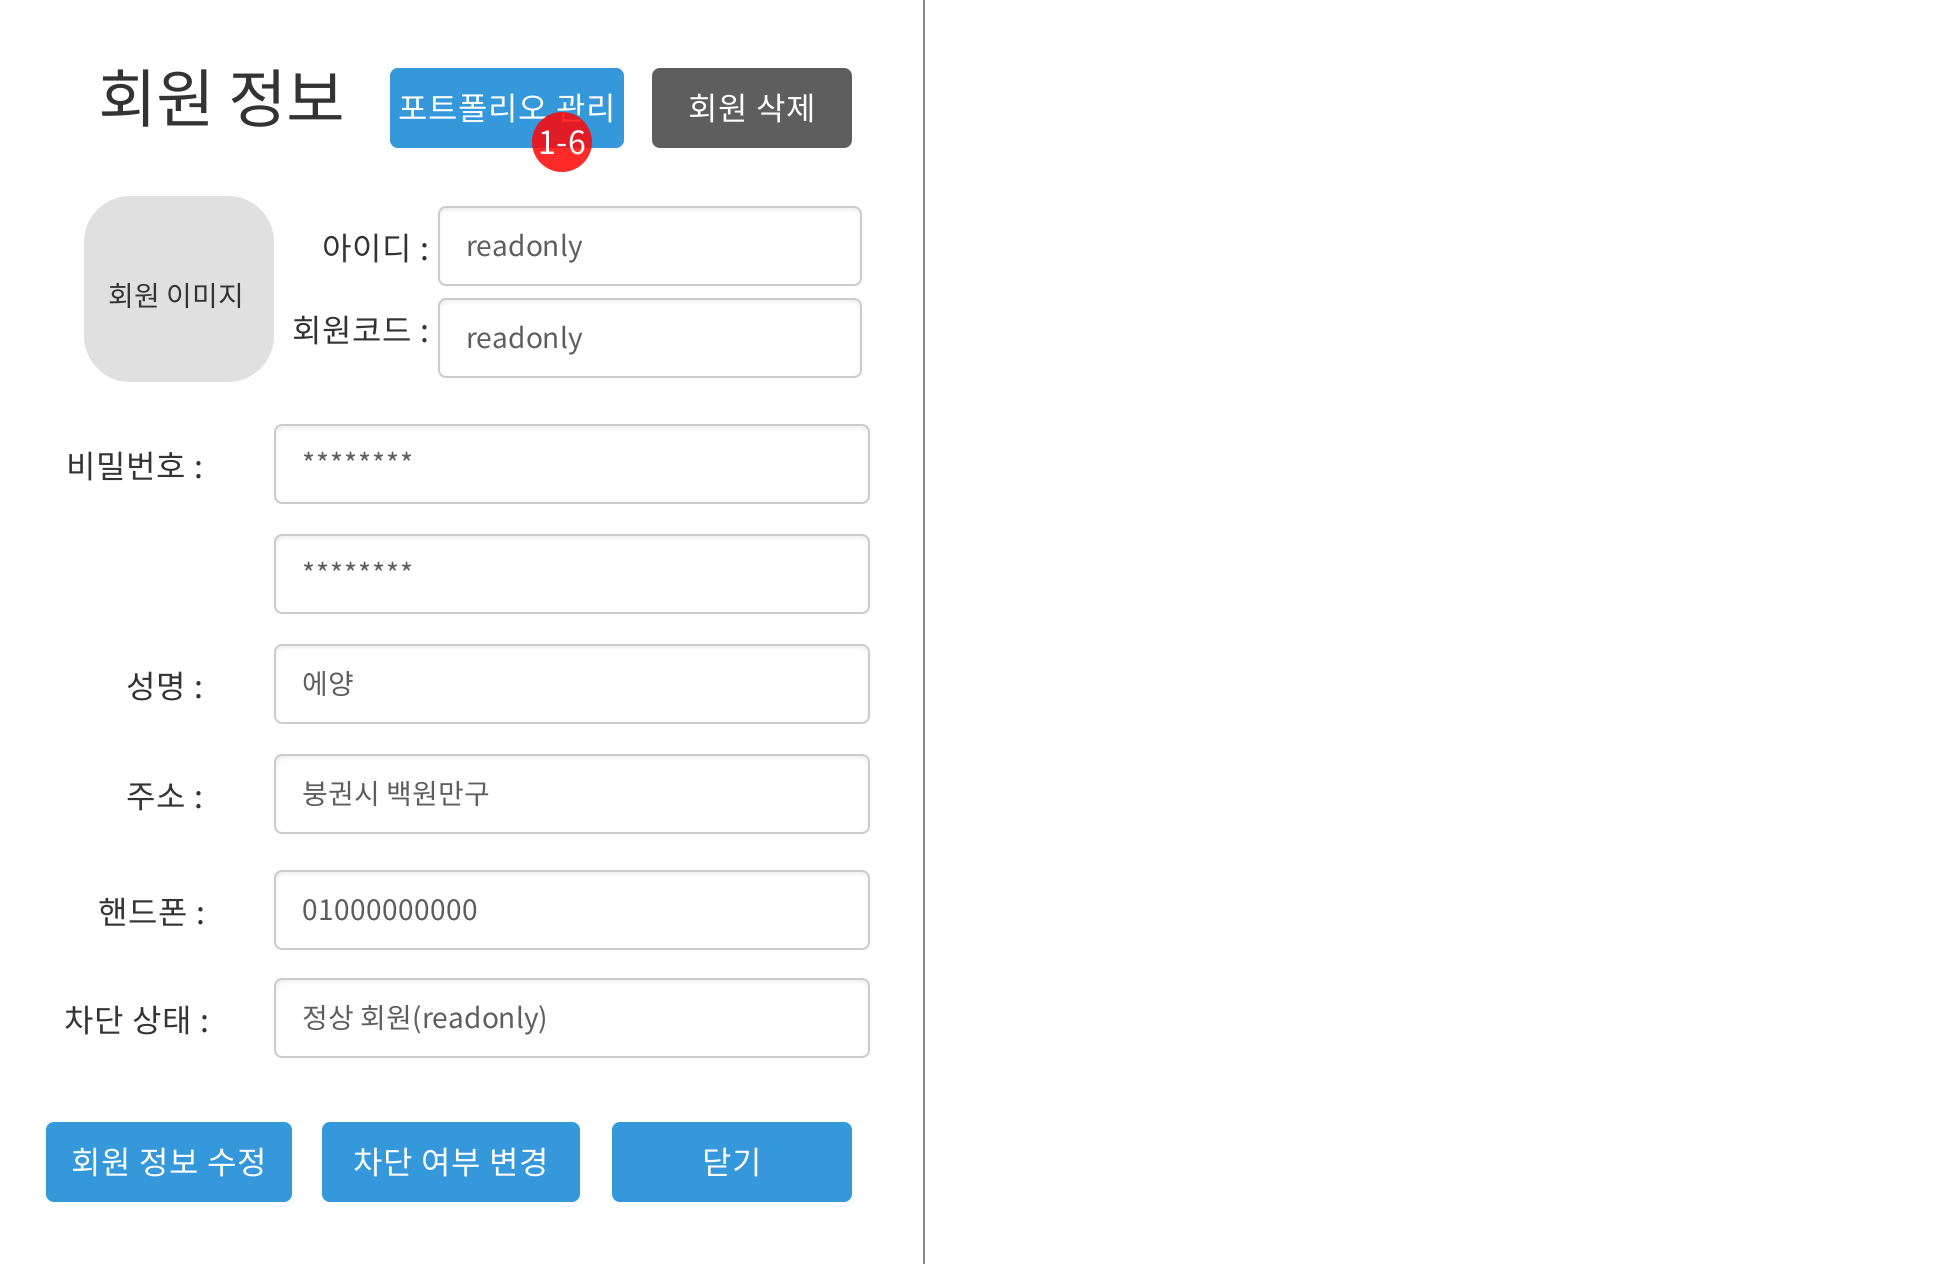 회원 정보
포트폴리오 관리
1-6
회원 삭제
회원 이미지
아이디 :
readonly
회원코드 :
readonly
비밀번호 :
********
********
성명 :
에양
주소 :
붕권시 백원만구
핸드폰 :
01000000000
차단 상태 :
정상 회원(readonly)
회원 정보 수정
차단 여부 변경
닫기